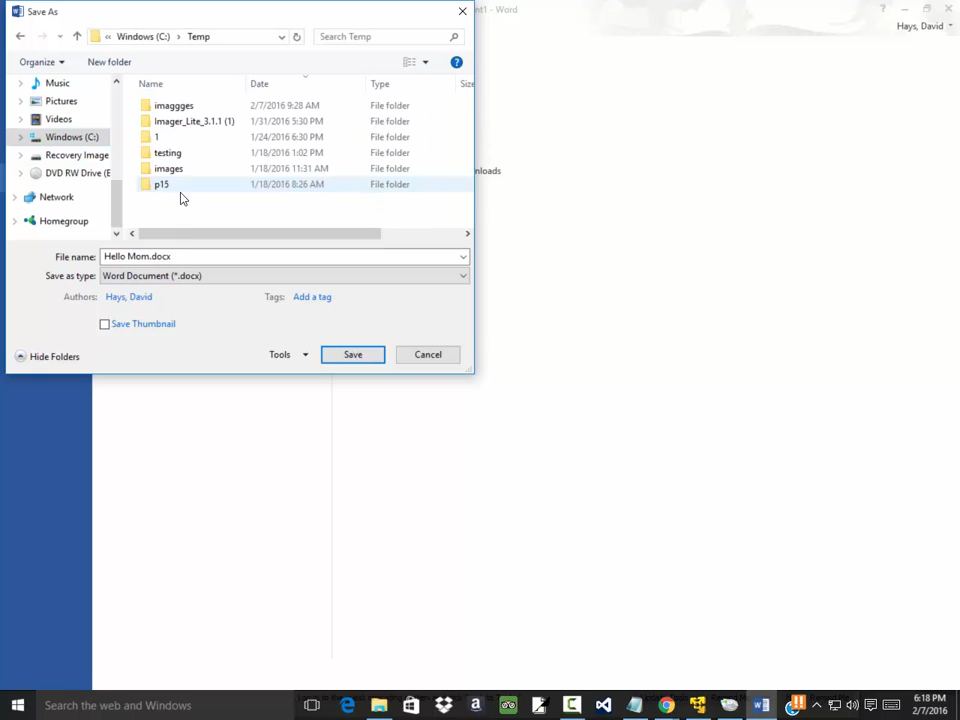 Save As
nt1 - Word
Hays, David
« Windows (C:) › Temp
Search Temp
Organize
New folder
Name Date Type Size
Music
Pictures
Videos
Windows (C:)
Recovery Image
DVD RW Drive (E
Network
Homegroup
imaggges 2/7/2016 9:28 AM File folder
Imager_Lite_3.1.1 (1) 1/31/2016 5:30 PM File folder
1 1/24/2016 6:30 PM File folder
testing 1/18/2016 1:02 PM File folder
images 1/18/2016 11:31 AM File folder
p15 1/18/2016 8:26 AM File folder
nloads
File name: Hello Mom.docx
Save as type: Word Document (*.docx)
Authors: Hays, David Tags: Add a tag
Save Thumbnail
Hide Folders
Tools
Save
Cancel
Search the web and Windows
6:18 PM
2/7/2016